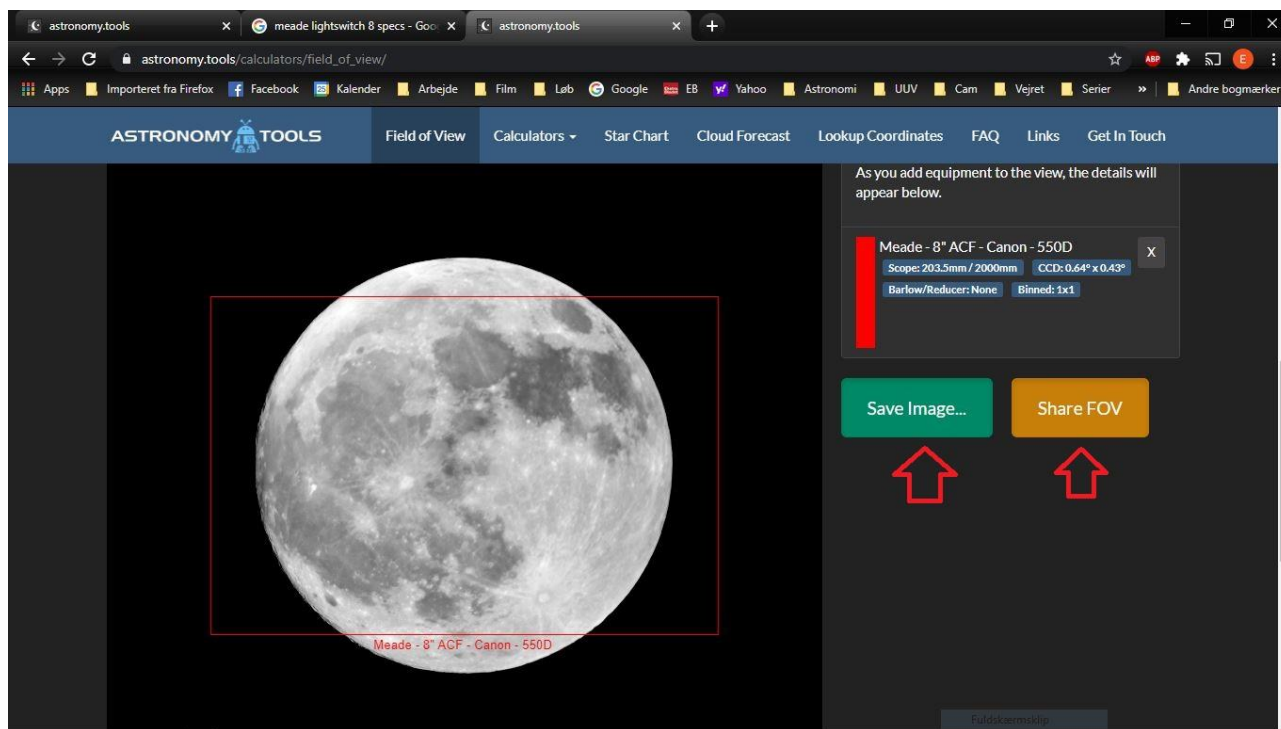 astronomy.tools
meade lightswitch 8 specs - Goo
astronomy.tools
astronomy.tools/calculators/field_of_view/
ABP
E
Apps Importeret fra Firefox Facebook Kalender Arbejde Film Løb Google EB Yahoo Astronomi UUV Cam Vejret Serier » Andre bogmærker
ASTRONOMY TOOLS Field of View Calculators Star Chart Cloud Forecast Lookup Coordinates FAQ Links Get In Touch
As you add equipment to the view, the details will
appear below.
Meade - 8" ACF - Canon - 550D X
Scope: 203.5mm / 2000mm CCD: 0.64° x 0.43°
Barlow/Reducer: None Binned: 1x1
Save Image... Share FOV
Meade - 8" ACF - Canon - 550D
Fuldskærmsklip